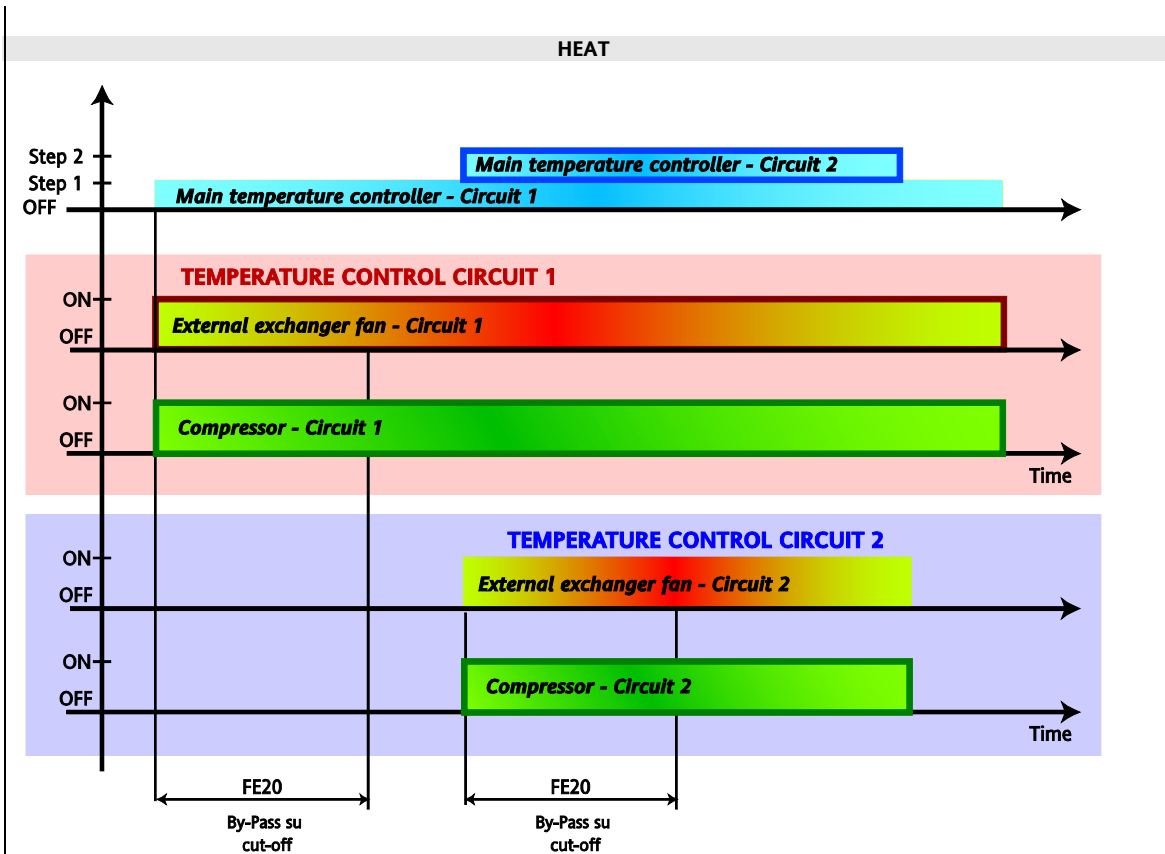 HEAT
Step 2
Main temperature controller - Circuit 2
Step 1
Main temperature controller - Circuit 1
OFF
TEMPERATURE CONTROL CIRCUIT 1
ON
External exchanger fan - Circuit 1
OFF
ON
Compressor - Circuit 1
OFF
Time
TEMPERATURE CONTROL CIRCUIT 2
ON
External exchanger fan - Circuit 2
OFF
ON
Compressor - Circuit 2
OFF
Time
FE20
By-Pass su
cut-off
FE20
By-Pass su
cut-off